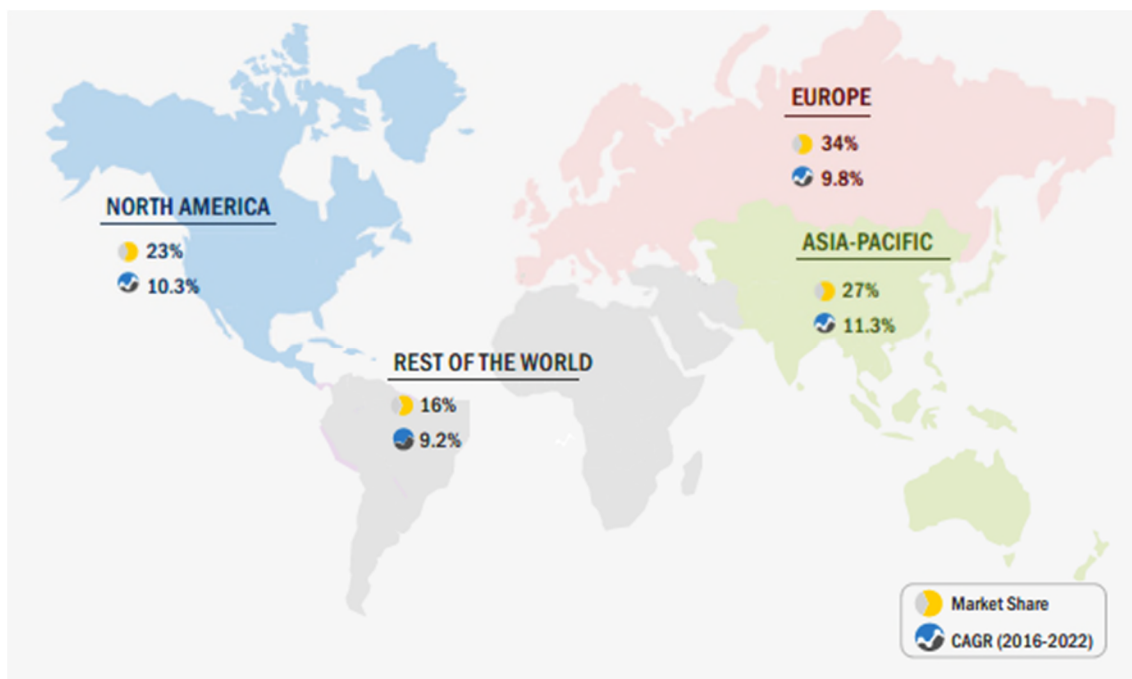 EUROPE
34%
9.8%
NORTH AMERICA
23%
10.3%
ASIA-PACIFIC
27%
11.3%
REST OF THE WORLD
16%
9.2%
Market Share
CAGR (2016-2022)